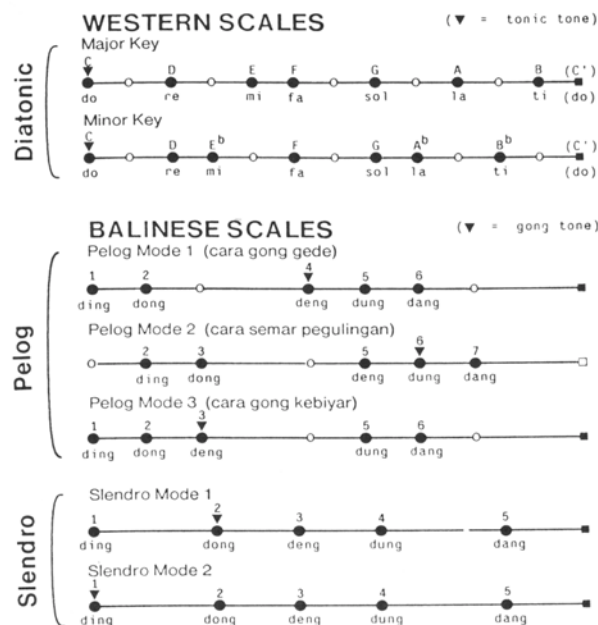 WESTERN SCALES (▼ = tonic tone)
Diatonic
Major Key
C D E F G A B (C')
do re mi fa sol la ti (do)
Minor Key
C D E♭ F G A♭ B♭ (C')
do re mi fa sol la ti (do)
BALINESE SCALES (▼ = gong tone)
Pelog
Pelog Mode 1 (cara gong gede)
1 2 4 5 6
ding dong deng dung dang
Pelog Mode 2 (cara semar pegulingan)
2 3 5 6 7
ding dong deng dung dang
Pelog Mode 3 (cara gong kebiyar)
1 2 3 5 6
ding dong deng dung dang
Slendro
Slendro Mode 1
1 2 3 4 5
ding dong deng dung dang
Slendro Mode 2
1 2 3 4 5
ding dong deng dung dang